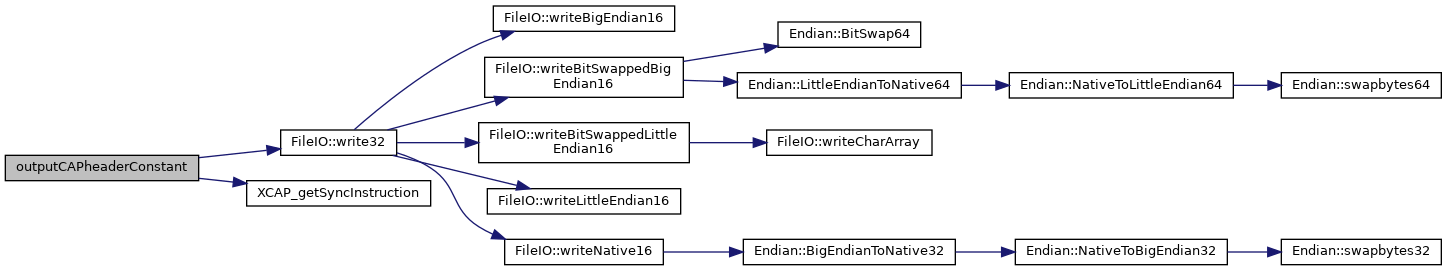 outputCAPheaderConstant
FileIO::write32
XCAP_getSyncInstruction
FileIO::writeBigEndian16
FileIO::writeBitSwappedBig
Endian16
FileIO::writeBitSwappedLittle
Endian16
FileIO::writeLittleEndian16
FileIO::writeNative16
Endian::BitSwap64
Endian::LittleEndianToNative64
FileIO::writeCharArray
Endian::BigEndianToNative32
Endian::NativeToLittleEndian64
Endian::NativeToBigEndian32
Endian::swapbytes64
Endian::swapbytes32